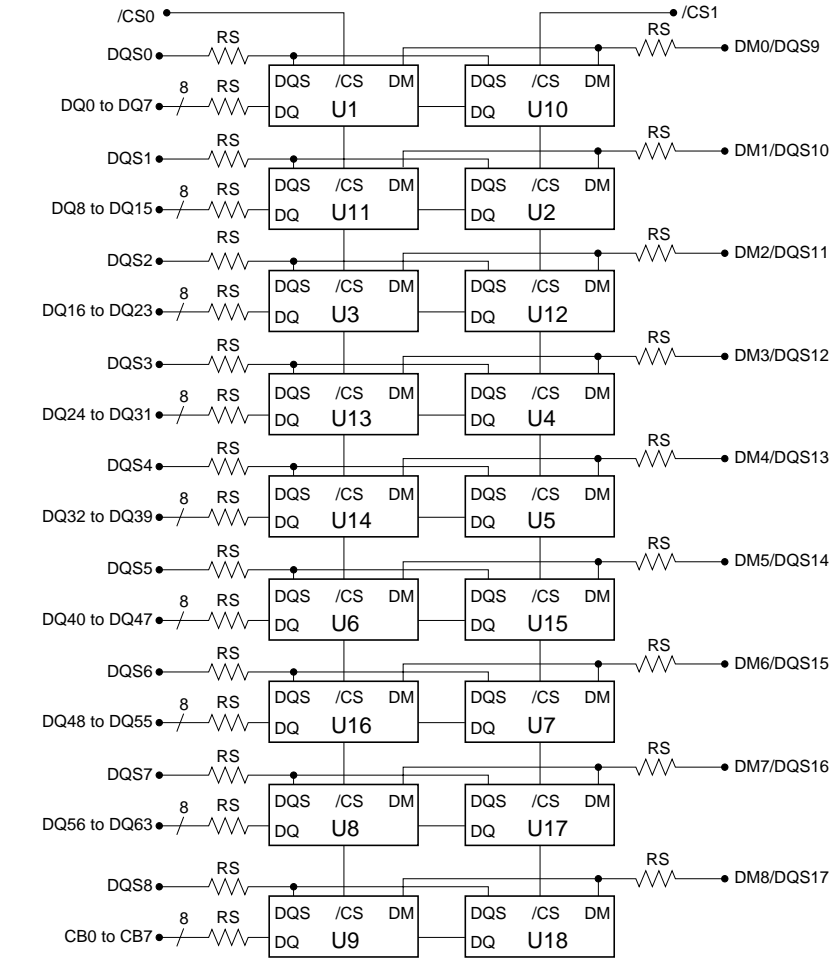 /CS0
/CS1
RS
RS
DQS0
DM0/DQS9
DQS /CS DM
DQS /CS DM
8 RS
DQ0 to DQ7
DQ U1
DQ U10
RS
RS
DQS1
DM1/DQS10
DQS /CS DM
DQS /CS DM
8 RS
DQ8 to DQ15
DQ U11
DQ U2
RS
RS
DQS2
DM2/DQS11
DQS /CS DM
DQS /CS DM
8 RS
DQ16 to DQ23
DQ U3
DQ U12
RS
RS
DQS3
DM3/DQS12
DQS /CS DM
DQS /CS DM
8 RS
DQ24 to DQ31
DQ U13
DQ U4
RS
RS
DQS4
DM4/DQS13
DQS /CS DM
DQS /CS DM
8 RS
DQ32 to DQ39
DQ U14
DQ U5
RS
RS
DQS5
DM5/DQS14
DQS /CS DM
DQS /CS DM
8 RS
DQ40 to DQ47
DQ U6
DQ U15
RS
RS
DQS6
DM6/DQS15
DQS /CS DM
DQS /CS DM
8 RS
DQ48 to DQ55
DQ U16
DQ U7
RS
RS
DQS7
DM7/DQS16
DQS /CS DM
DQS /CS DM
8 RS
DQ56 to DQ63
DQ U8
DQ U17
RS
RS
DQS8
DM8/DQS17
DQS /CS DM
DQS /CS DM
8 RS
CB0 to CB7
DQ U9
DQ U18